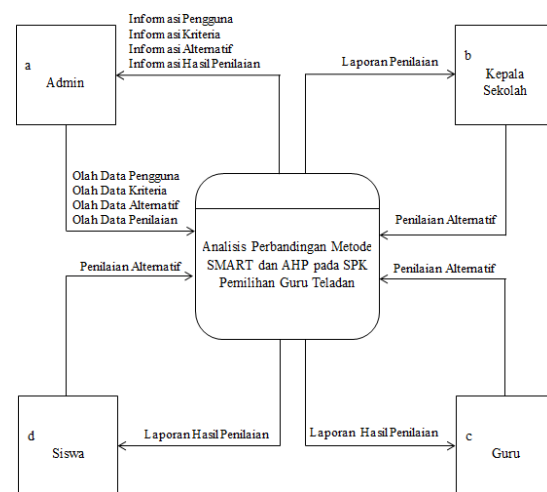 Informasi Pengguna
Informasi Kriteria
Informasi Alternatif
Informasi Hasil Penilaian
a
Admin
Laporan Penilaian
b
Kepala
Sekolah
Olah Data Pengguna
Olah Data Kriteria
Olah Data Alternatif
Olah Data Penilaian
Penilaian Alternatif
Analisis Perbandingan Metode
SMART dan AHP pada SPK
Pemilihan Guru Teladan
Penilaian Alternatif
Penilaian Alternatif
d
Siswa
Laporan Hasil Penilaian
Laporan Hasil Penilaian
c
Guru